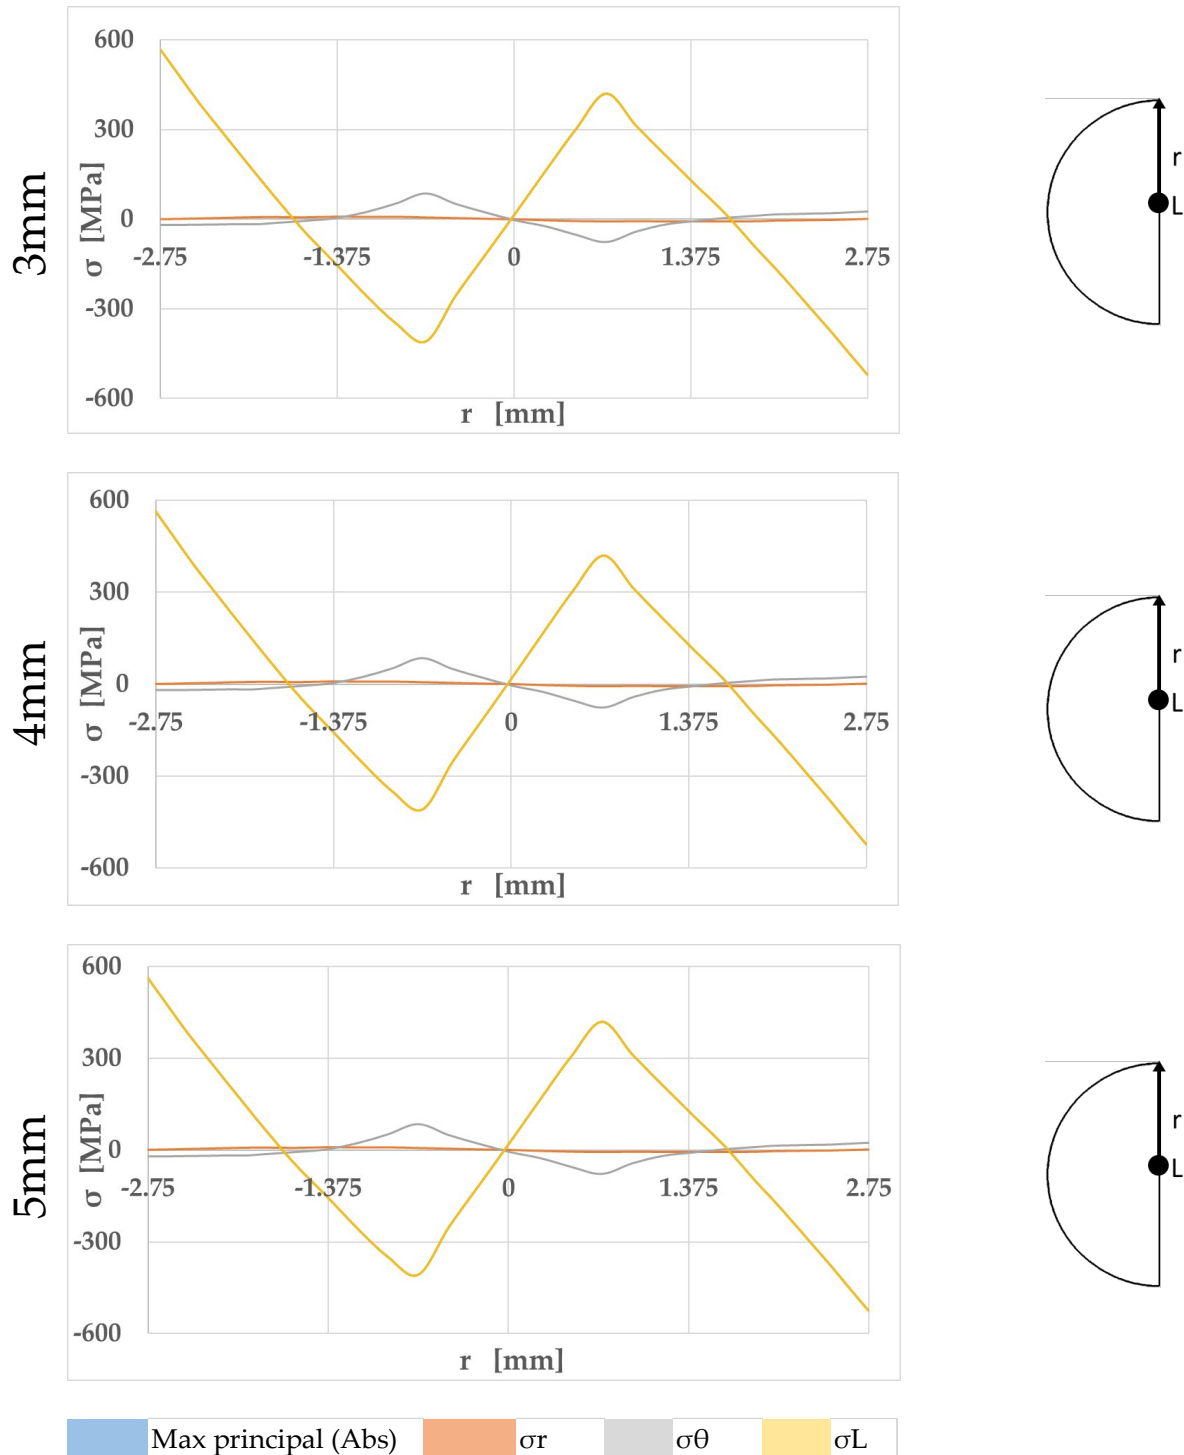 3mm
600
300
0
-300
-600
σ [MPa]
-2.75 -1.375 0 1.375 2.75
r [mm]
r
L
4mm
600
300
0
-300
-600
σ [MPa]
-2.75 -1.375 0 1.375 2.75
r [mm]
r
L
5mm
600
300
0
-300
-600
σ [MPa]
-2.75 -1.375 0 1.375 2.75
r [mm]
r
L
Max principal (Abs) σr σθ σL